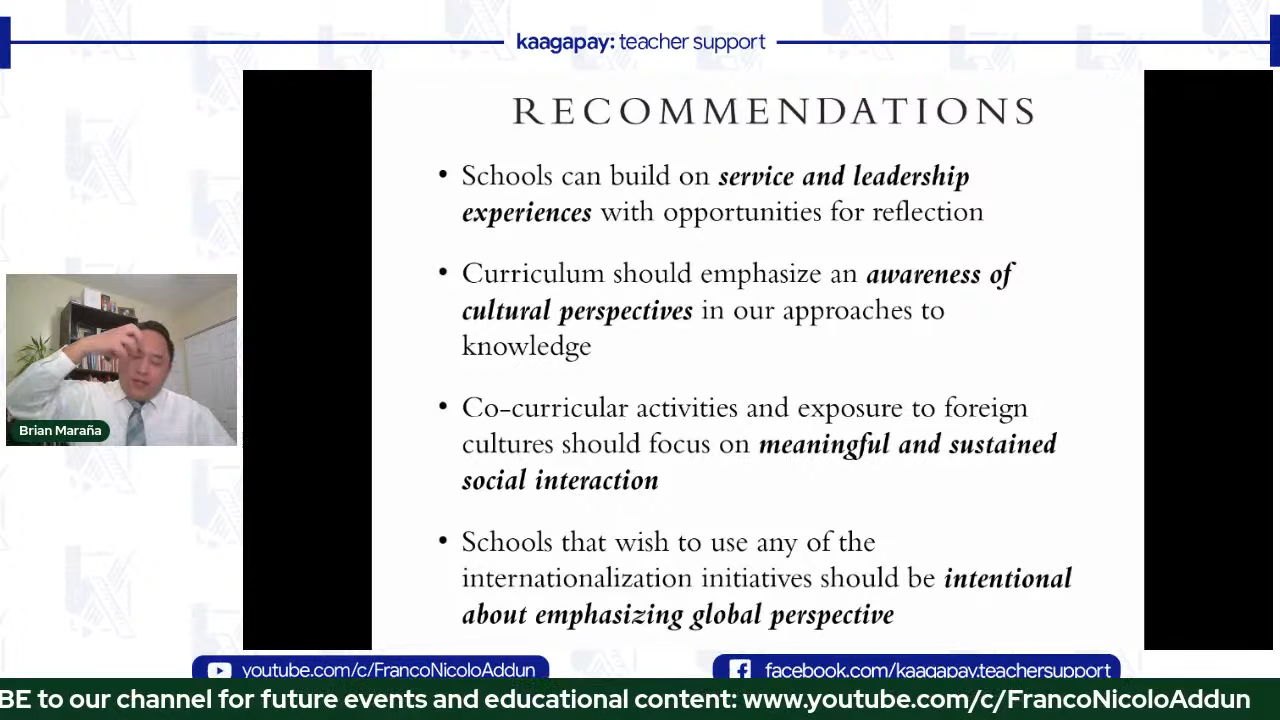 kaagapay: teacher support
RECOMMENDATIONS
• Schools can build on service and leadership
experiences with opportunities for reflection
• Curriculum should emphasize an awareness of
cultural perspectives in our approaches to
knowledge
• Co-curricular activities and exposure to foreign
cultures should focus on meaningful and sustained
social interaction
• Schools that wish to use any of the
internationalization initiatives should be intentional
about emphasizing global perspective
Brian Maraña
youtube.com/c/FrancoNicoloAddun
facebook.com/kaagapay.teachersupport
BE to our channel for future events and educational content: www.youtube.com/c/FrancoNicoloAddun